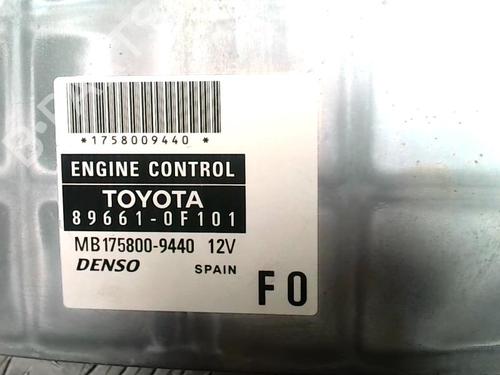 *1758009440*
ENGINE CONTROL
TOYOTA
89661-0F101
MB175800-9440 12V
DENSO SPAIN
F0